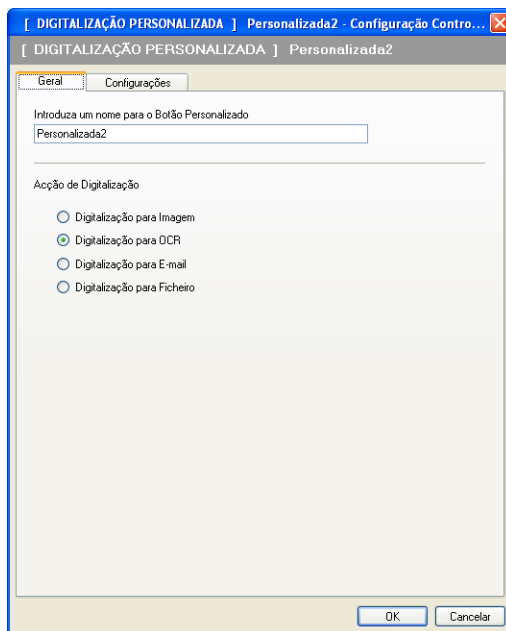 [ DIGITALIZAÇÃO PERSONALIZADA ] Personalizada2 - Configuração Contro...
[ DIGITALIZAÇÃO PERSONALIZADA ] Personalizada2
Geral Configurações
Introduza um nome para o Botão Personalizado
Personalizada2
Acção de Digitalização
Digitalização para Imagem
Digitalização para OCR
Digitalização para E-mail
Digitalização para Ficheiro
OK Cancelar